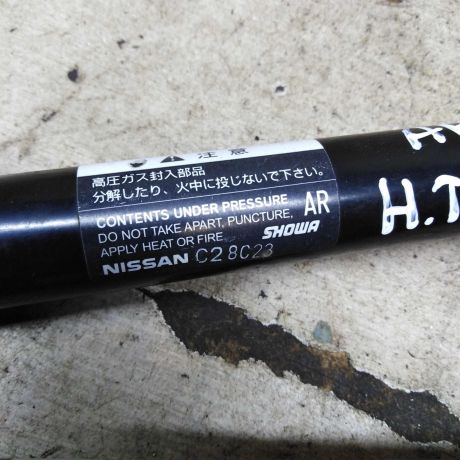 注意
高圧ガス封入部品
分解したり、火中に投じないで下さい。
CONTENTS UNDER PRESSURE
DO NOT TAKE APART, PUNCTURE,
APPLY HEAT OR FIRE.
AR
SHOWA
NISSAN C28C23
H.T